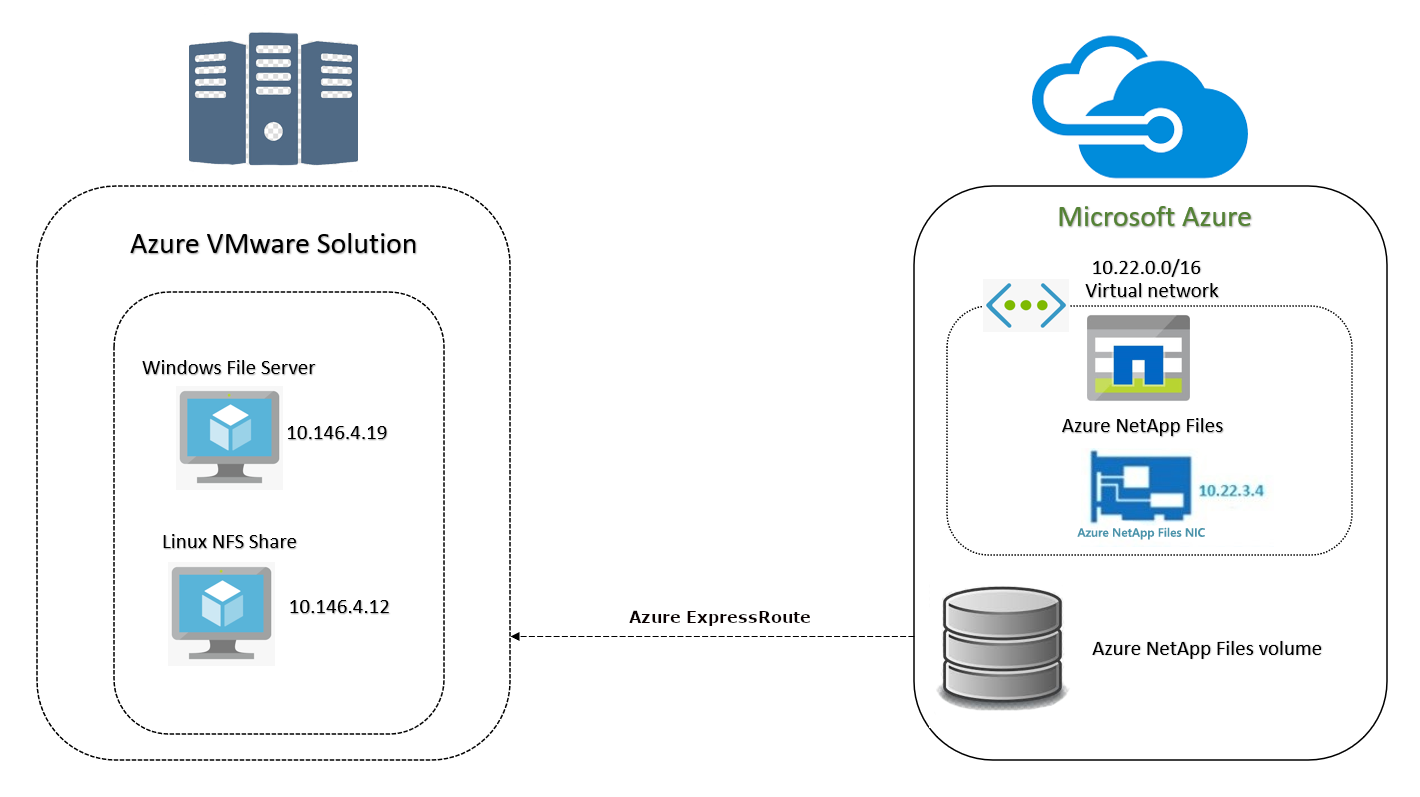 Azure VMware Solution
Windows File Server
10.146.4.19
Linux NFS Share
10.146.4.12
Azure ExpressRoute
Microsoft Azure
10.22.0.0/16
Virtual network
Azure NetApp Files
10.22.3.4
Azure NetApp Files NIC
Azure NetApp Files volume